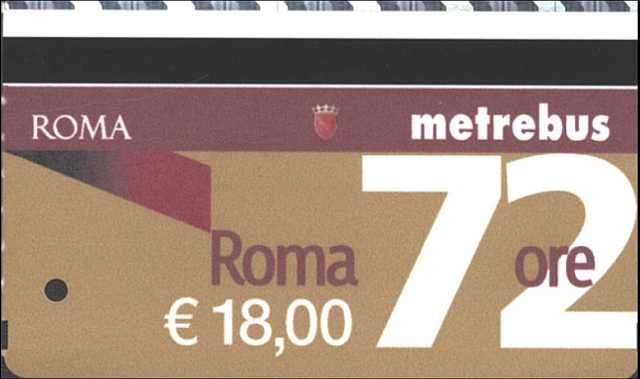 ROMA metrebus
72
Roma ore
€ 18,00